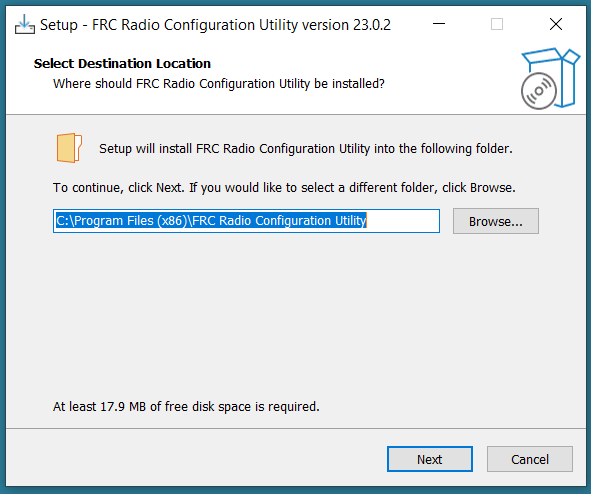 Setup - FRC Radio Configuration Utility version 23.0.2
Select Destination Location
Where should FRC Radio Configuration Utility be installed?
Setup will install FRC Radio Configuration Utility into the following folder.
To continue, click Next. If you would like to select a different folder, click Browse.
C:\Program Files (x86)\FRC Radio Configuration Utility
Browse...
At least 17.9 MB of free disk space is required.
Next
Cancel